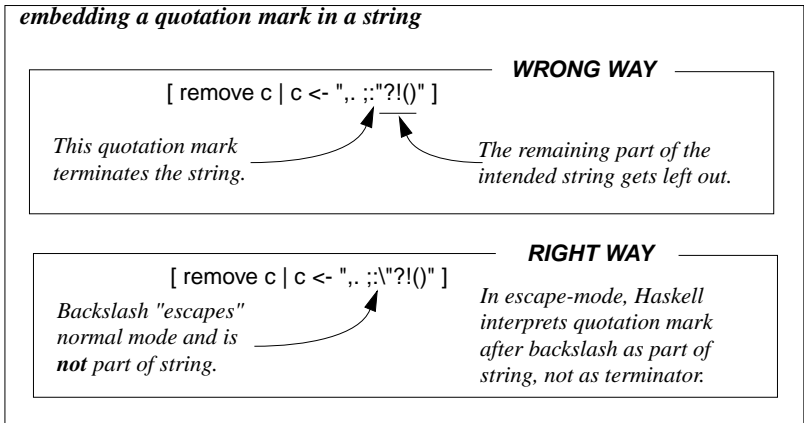 embedding a quotation mark in a string
WRONG WAY
[ remove c | c <- ",. ;:"?!()" ]
This quotation mark
terminates the string.
The remaining part of the
intended string gets left out.
RIGHT WAY
[ remove c | c <- ",. ;:\"?!()" ]
Backslash "escapes"
normal mode and is
not part of string.
In escape-mode, Haskell
interprets quotation mark
after backslash as part of
string, not as terminator.